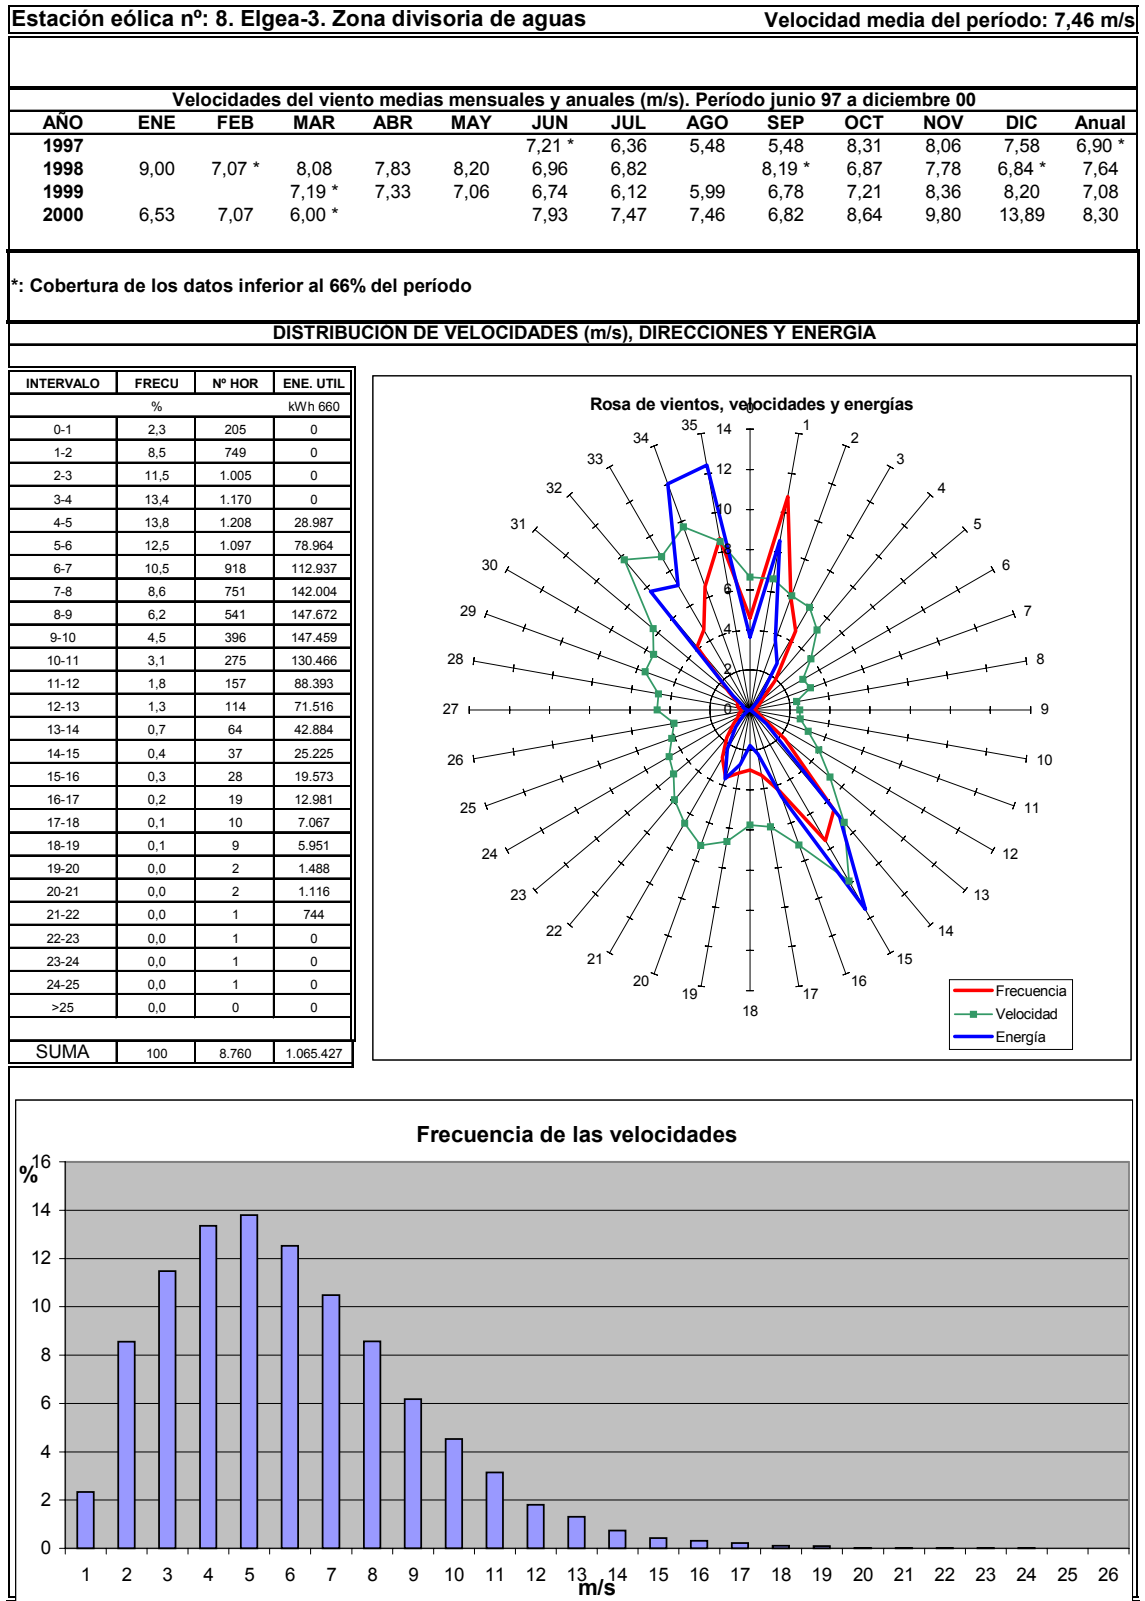 Estación eólica nº: 8. Elgea-3. Zona divisoria de aguas Velocidad media del período: 7,46 m/s
Velocidades del viento medias mensuales y anuales (m/s). Período junio 97 a diciembre 00
AÑO ENE FEB MAR ABR MAY JUN JUL AGO SEP OCT NOV DIC Anual
1997 7,21 * 6,36 5,48 5,48 8,31 8,06 7,58 6,90 *
1998 9,00 7,07 * 8,08 7,83 8,20 6,96 6,82 8,19 * 6,87 7,78 6,84 * 7,64
1999 7,19 * 7,33 7,06 6,74 6,12 5,99 6,78 7,21 8,36 8,20 7,08
2000 6,53 7,07 6,00 * 7,93 7,47 7,46 6,82 8,64 9,80 13,89 8,30
*: Cobertura de los datos inferior al 66% del período
DISTRIBUCIÓN DE VELOCIDADES (m/s), DIRECCIONES Y ENERGÍA
INTERVALO FRECU Nº HOR ENE. UTIL
% kWh 660
0-1 2,3 205 0
1-2 8,5 749 0
2-3 11,5 1.005 0
3-4 13,4 1.170 0
4-5 13,8 1.208 28.987
5-6 12,5 1.097 78.964
6-7 10,5 918 112.937
7-8 8,6 751 142.004
8-9 6,2 541 147.672
9-10 4,5 396 147.459
10-11 3,1 275 130.466
11-12 1,8 157 88.393
12-13 1,3 114 71.516
13-14 0,7 64 42.884
14-15 0,4 37 25.225
15-16 0,3 28 19.573
16-17 0,2 19 12.981
17-18 0,1 10 7.067
18-19 0,1 9 5.951
19-20 0,0 2 1.488
20-21 0,0 2 1.116
21-22 0,0 1 744
22-23 0,0 1 0
23-24 0,0 1 0
24-25 0,0 1 0
>25 0,0 0 0
SUMA 100 8.760 1.065.427
Rosa de vientos, velocidades y energías
0
1
2
3
4
5
6
7
8
9
10
11
12
13
14
15
16
17
18
19
20
21
22
23
24
25
26
27
28
29
30
31
32
33
34
35
14
12
10
8
6
4
2
0
Frecuencia
Velocidad
Energía
Frecuencia de las velocidades
%
16
14
12
10
8
6
4
2
0
1 2 3 4 5 6 7 8 9 10 11 12 13 14 15 16 17 18 19 20 21 22 23 24 25 26
m/s